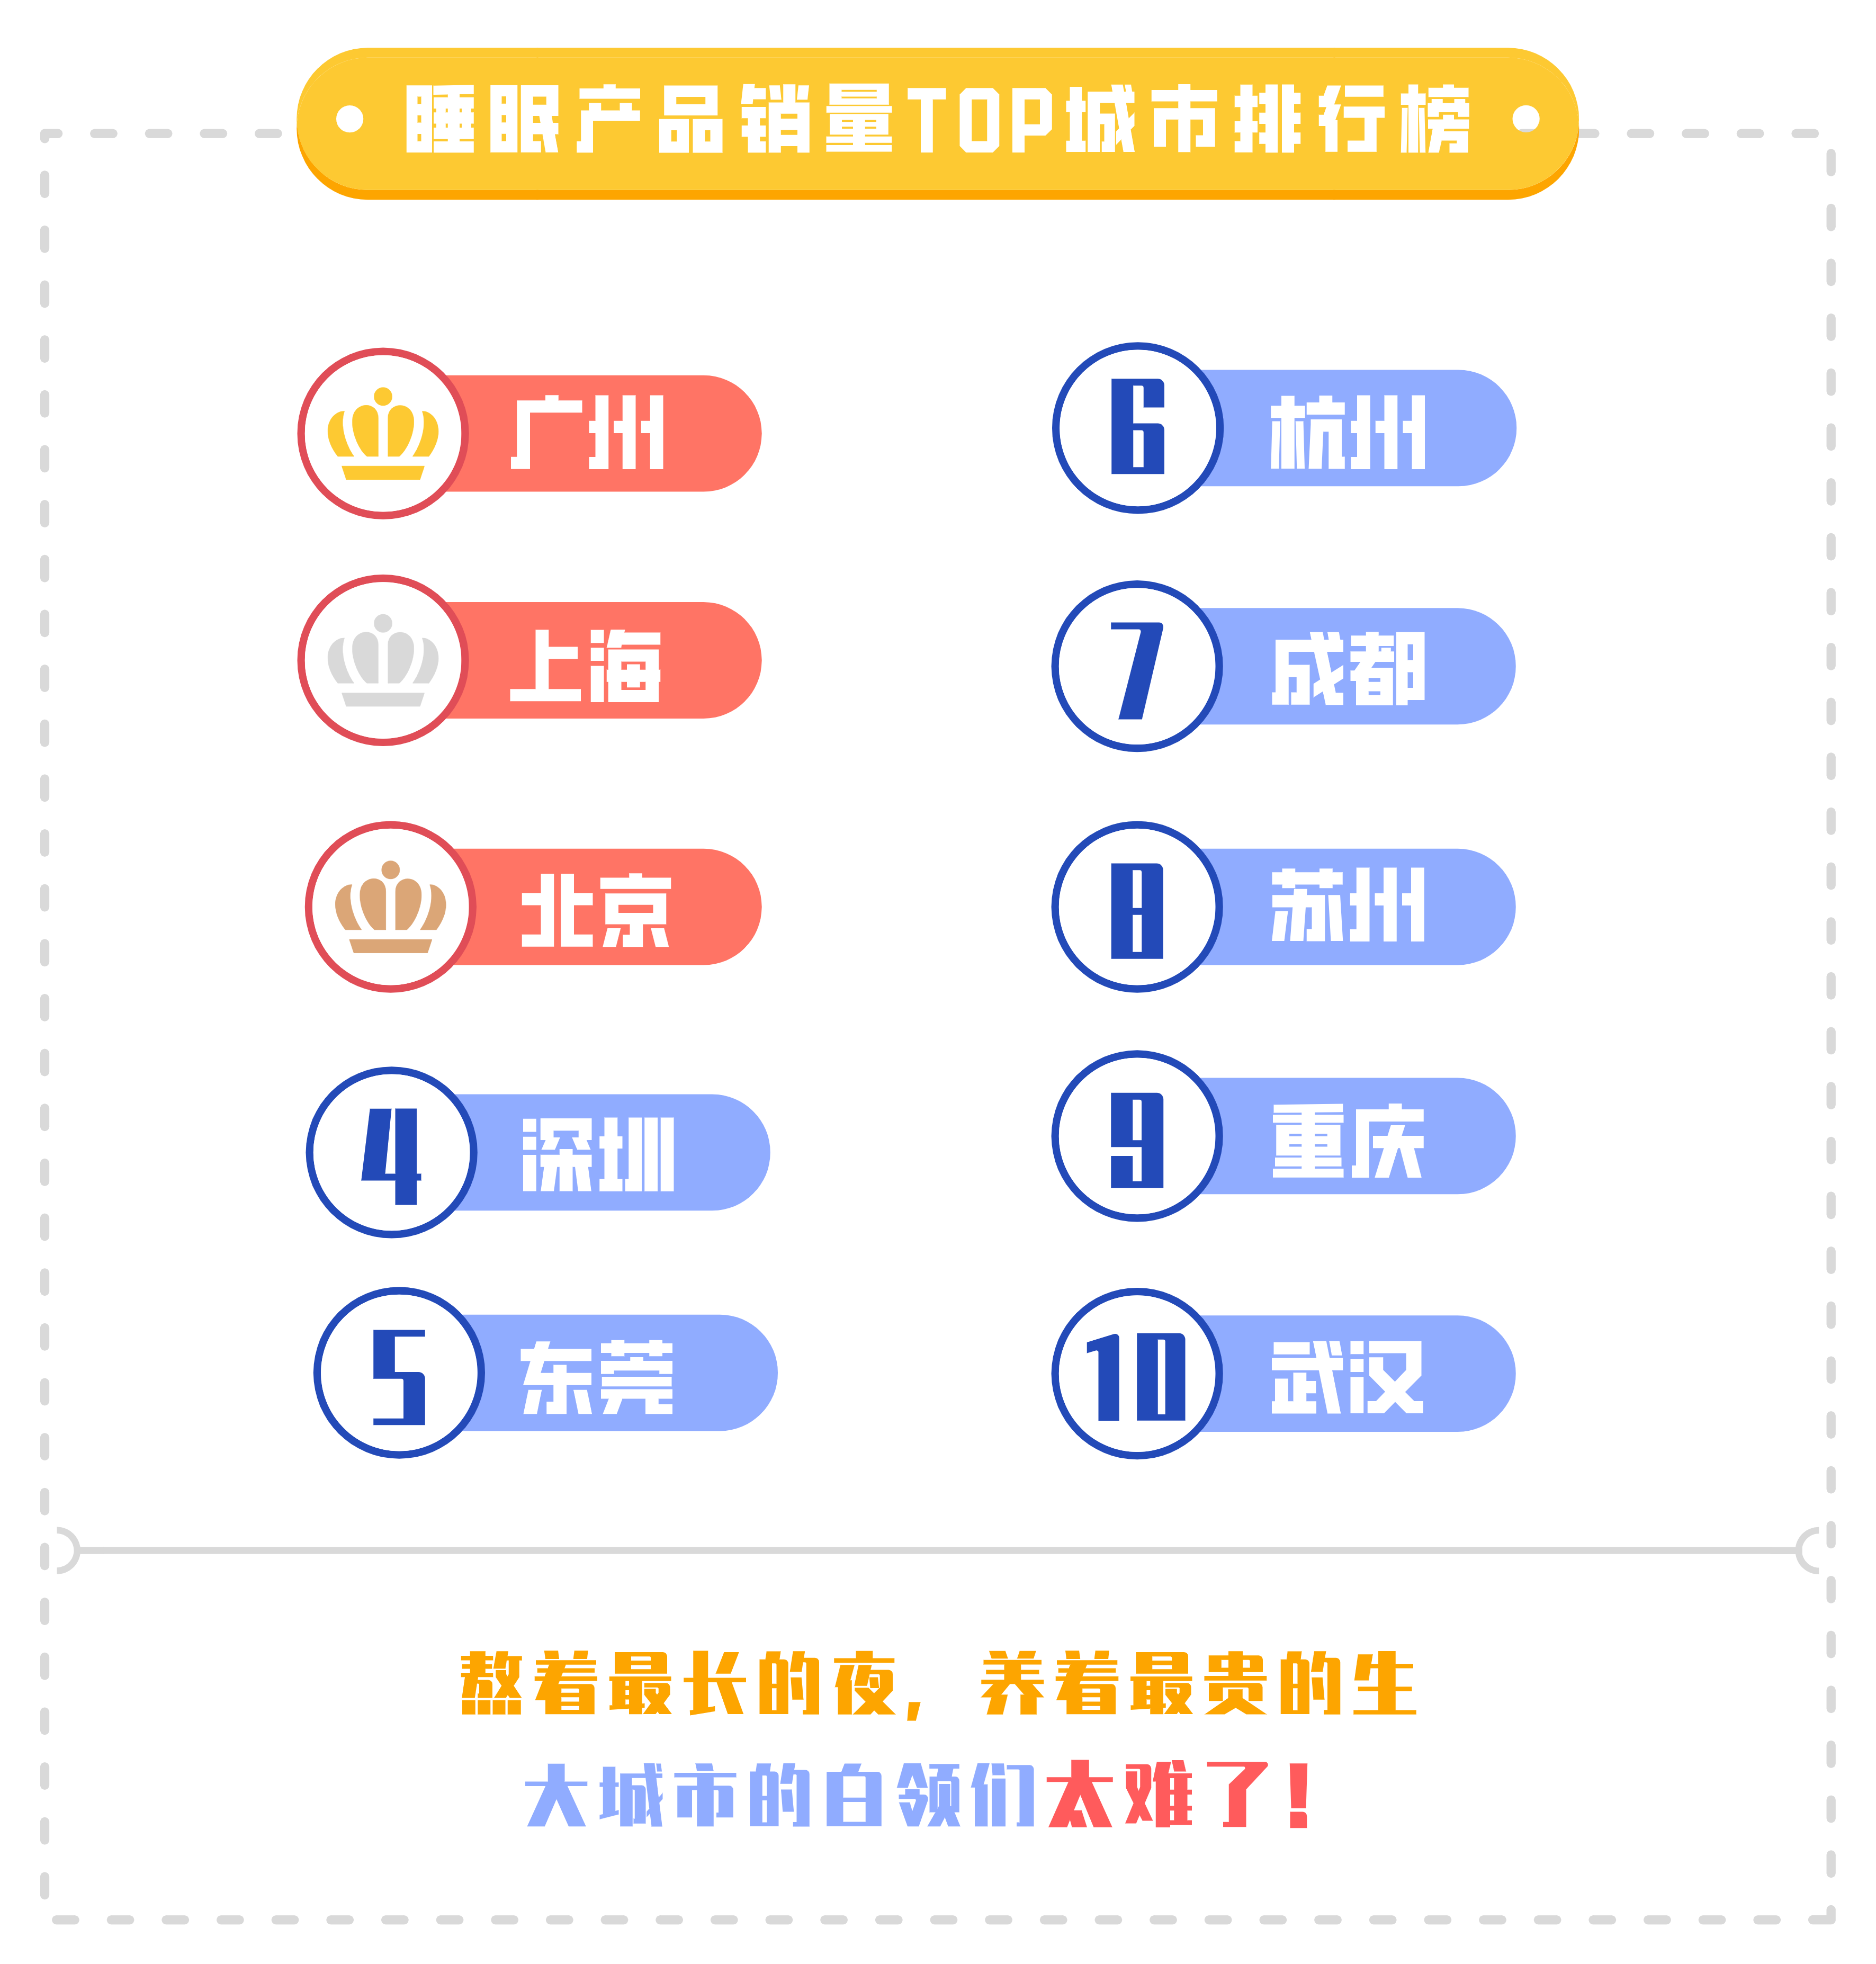 睡眠产品销量TOP城市排行榜
广州
上海
北京
4 深圳
5 东莞
6 杭州
7 成都
8 苏州
9 重庆
10 武汉
熬着最长的夜，养着最贵的生
大城市的白领们太难了！